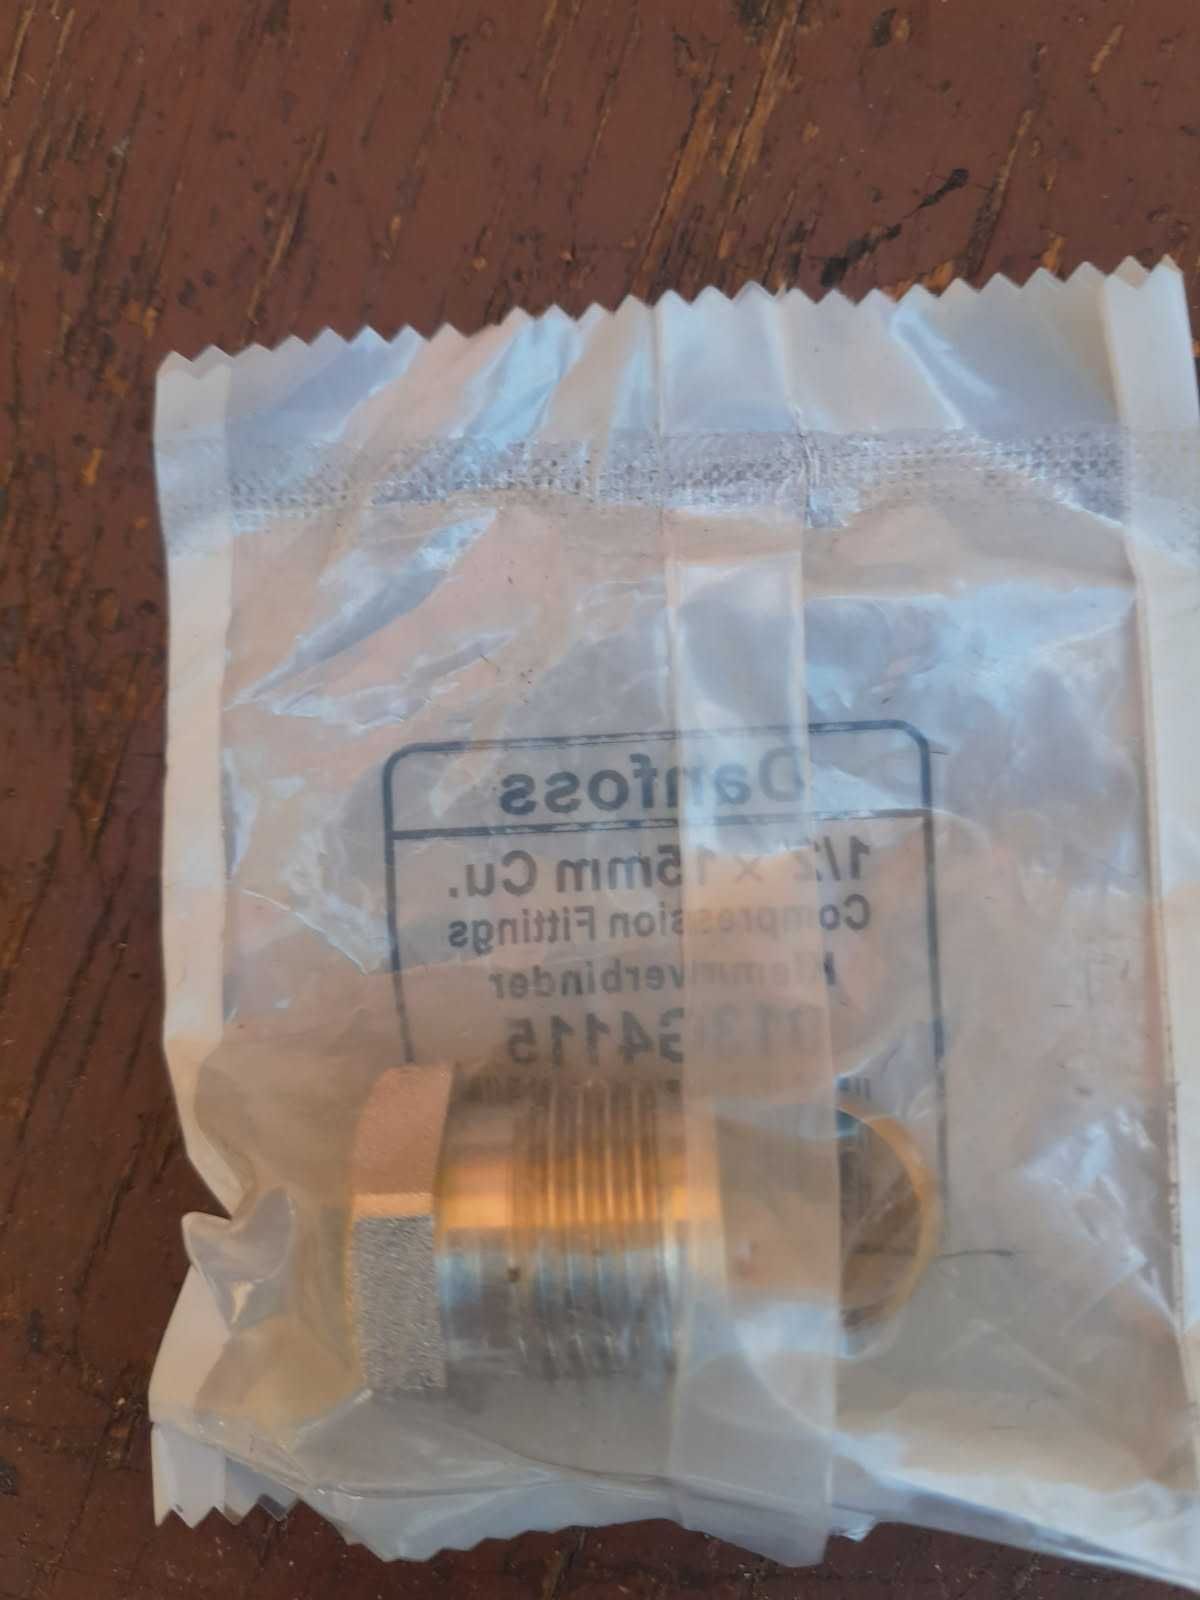 Danfoss
1/2 x 15mm Cu.
Compression Fittings
Klemmverbinder
013G4115